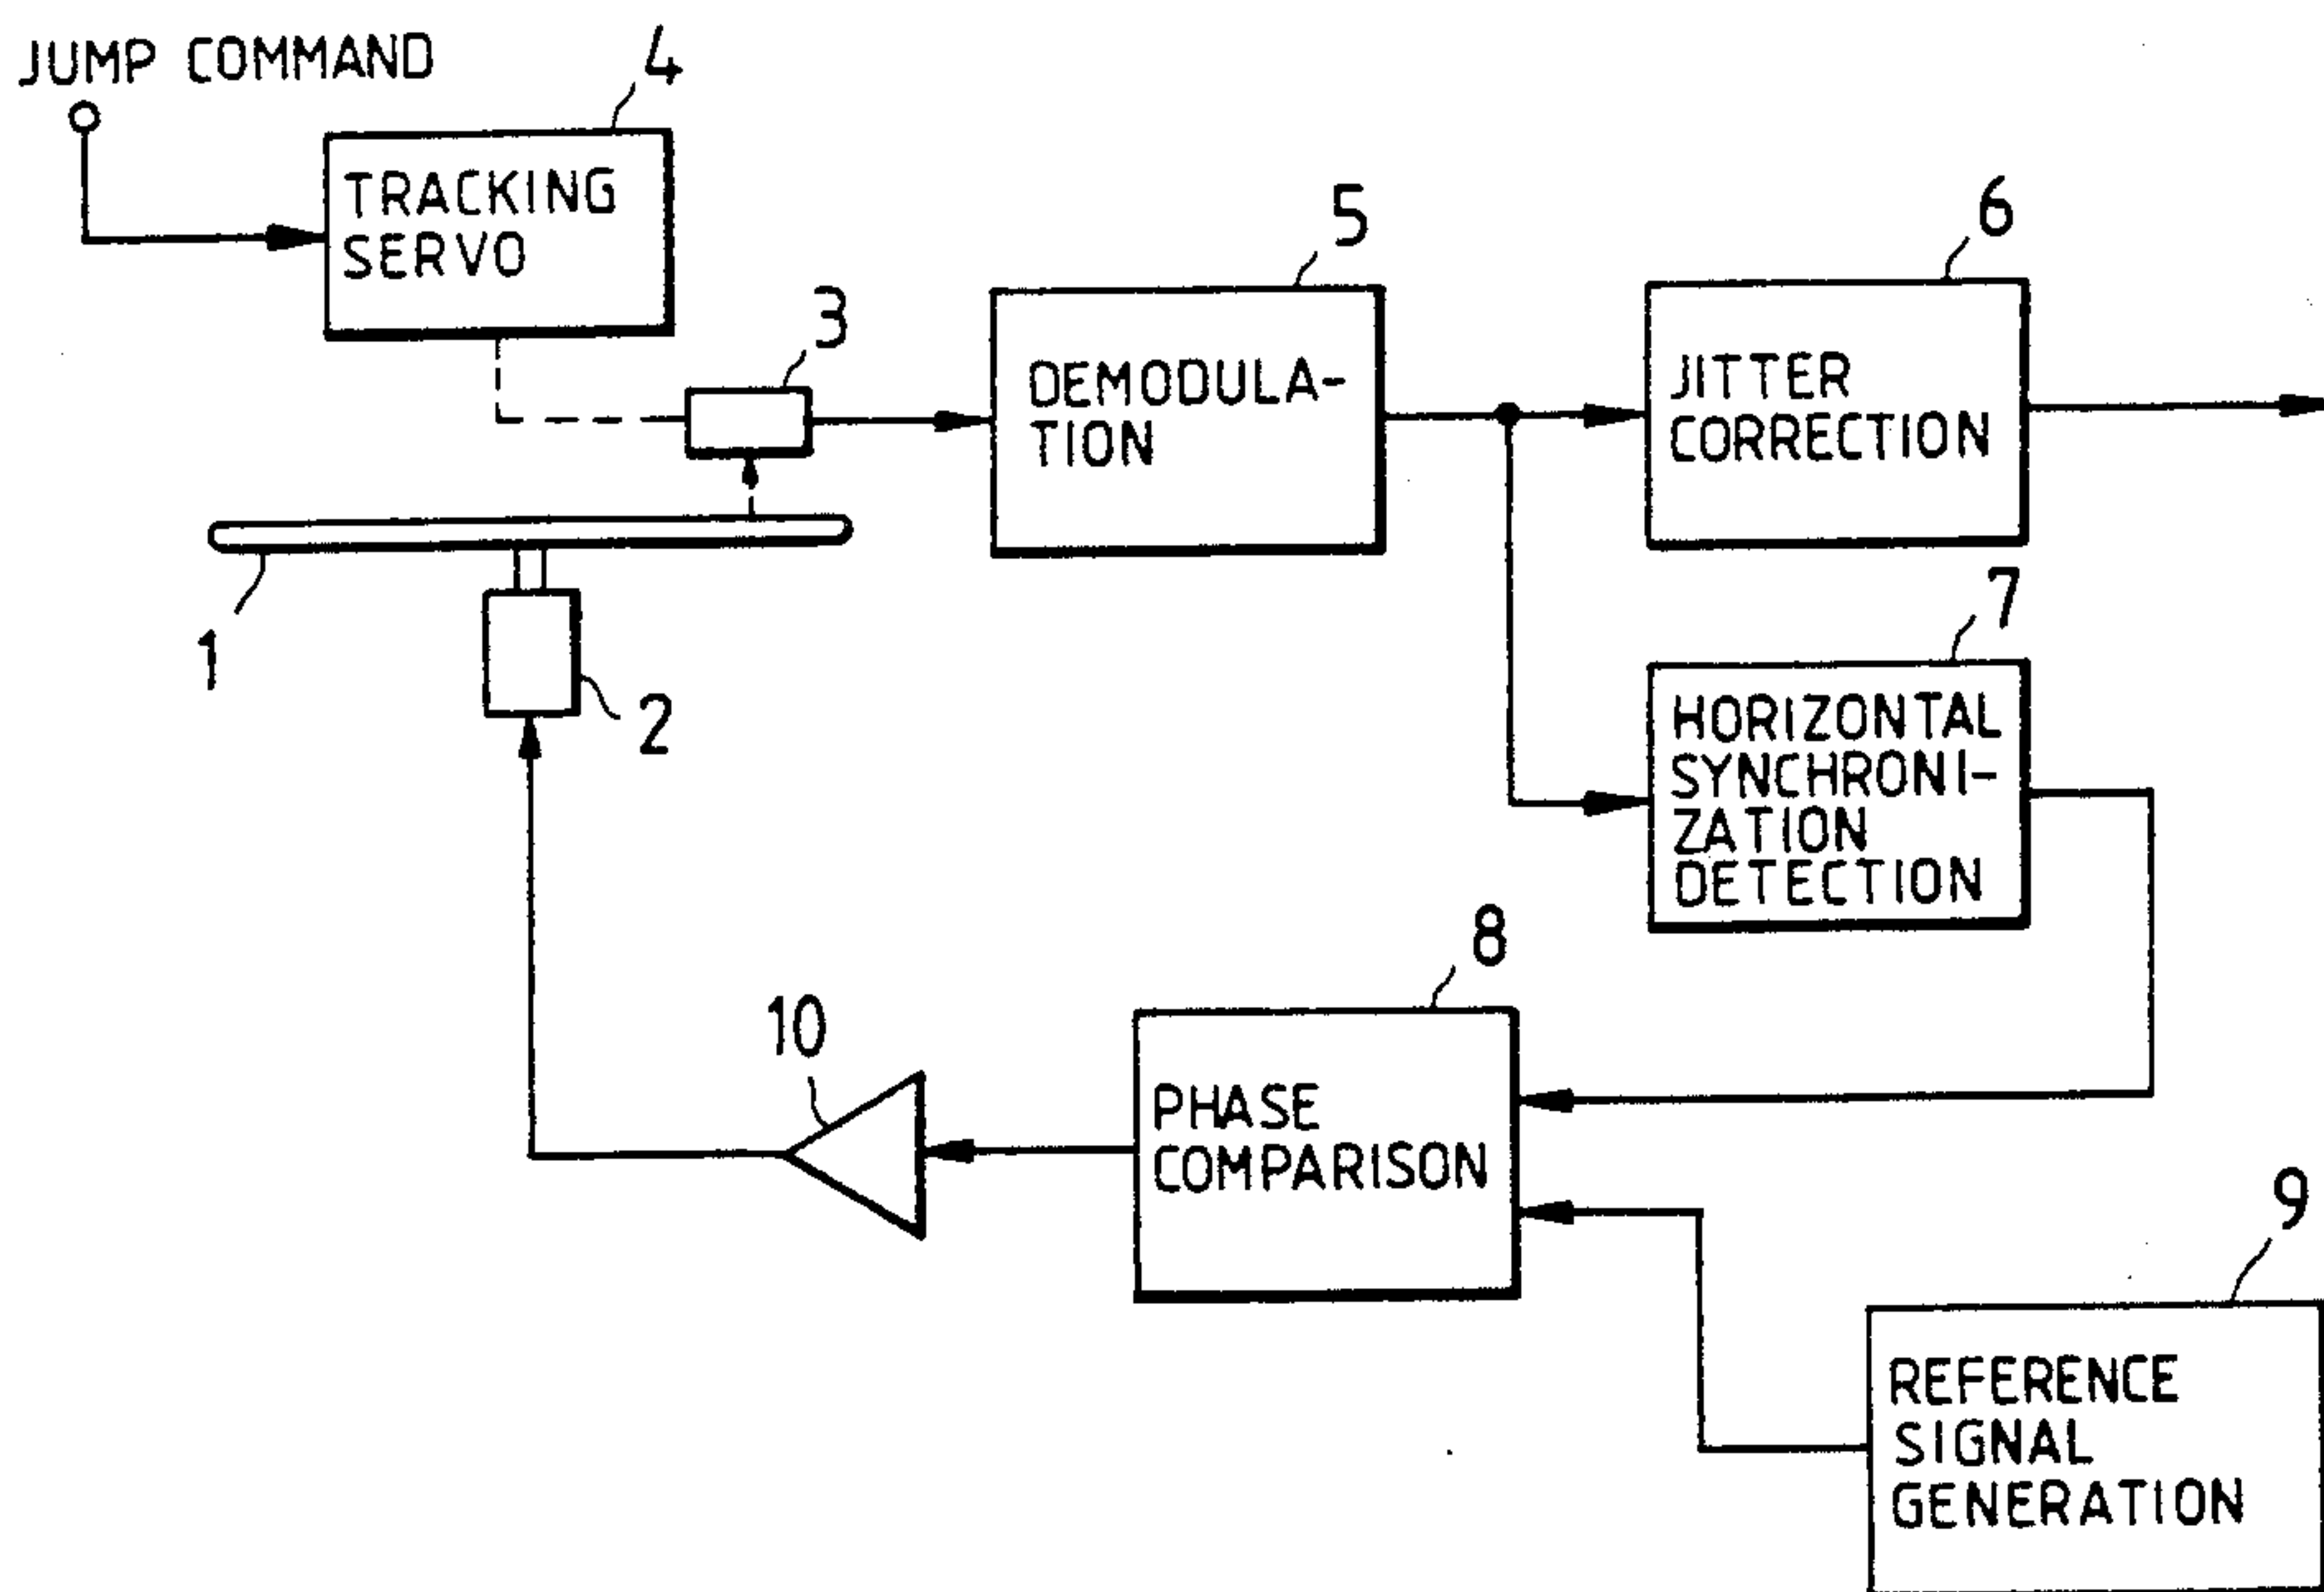 JUMP COMMAND
4
TRACKING
SERVO
3
5
DEMODULA-
TION
6
JITTER
CORRECTION
1
2
7
HORIZONTAL
SYNCHRONI-
ZATION
DETECTION
8
PHASE
COMPARISON
10
9
REFERENCE
SIGNAL
GENERATION